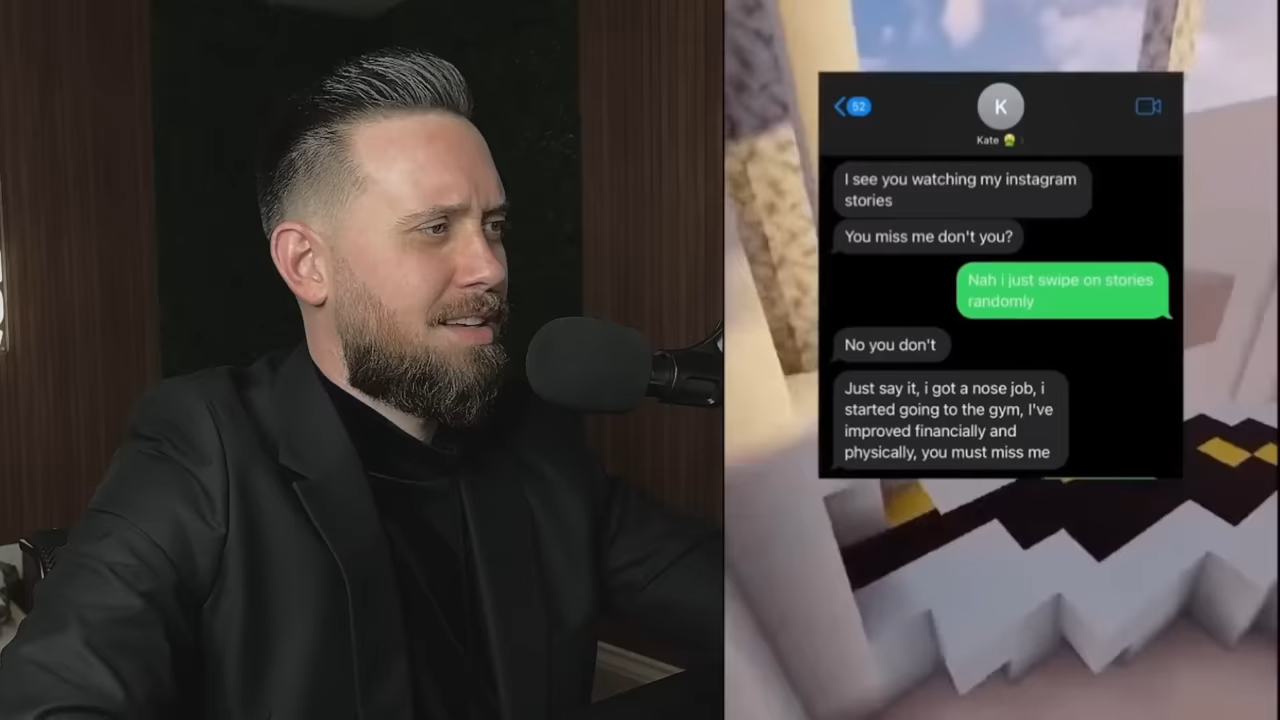 52
K
Kate 🤢
I see you watching my instagram
stories
You miss me don't you?
Nah i just swipe on stories
randomly
No you don't
Just say it, i got a nose job, i
started going to the gym, I've
improved financially and
physically, you must miss me